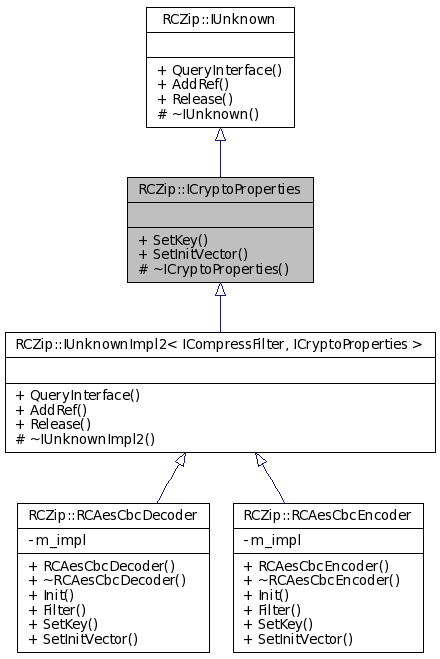 RCZip::IUnknown
+ QueryInterface()
+ AddRef()
+ Release()
# ~IUnknown()
RCZip::ICryptoProperties
+ SetKey()
+ SetInitVector()
# ~ICryptoProperties()
RCZip::IUnknownImpl2< ICompressFilter, ICryptoProperties >
+ QueryInterface()
+ AddRef()
+ Release()
# ~IUnknownImpl2()
RCZip::RCAesCbcDecoder
- m_impl
+ RCAesCbcDecoder()
+ ~RCAesCbcDecoder()
+ Init()
+ Filter()
+ SetKey()
+ SetInitVector()
RCZip::RCAesCbcEncoder
- m_impl
+ RCAesCbcEncoder()
+ ~RCAesCbcEncoder()
+ Init()
+ Filter()
+ SetKey()
+ SetInitVector()